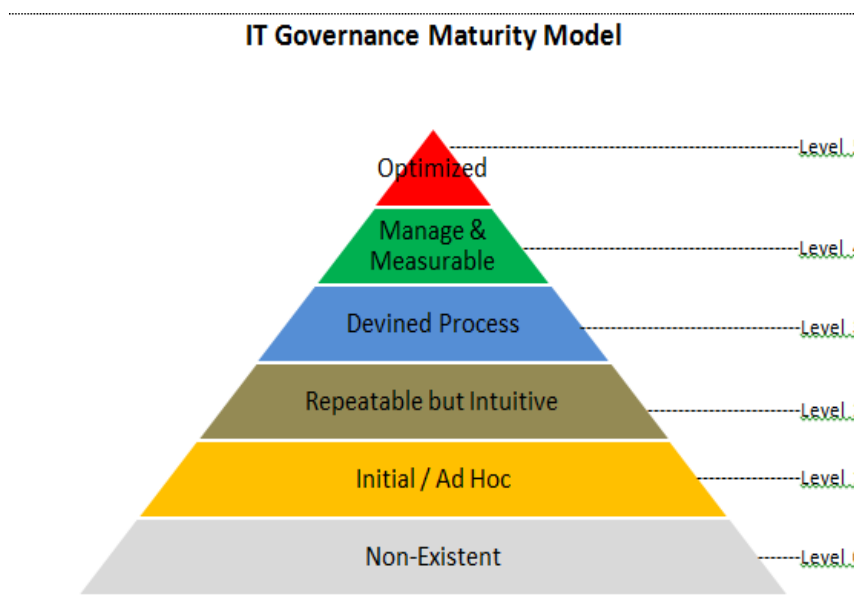 IT Governance Maturity Model
Optimized
Level
Manage &
Measurable
Level
Devined Process
Level
Repeatable but Intuitive
Level
Initial / Ad Hoc
Level
Non-Existent
Level